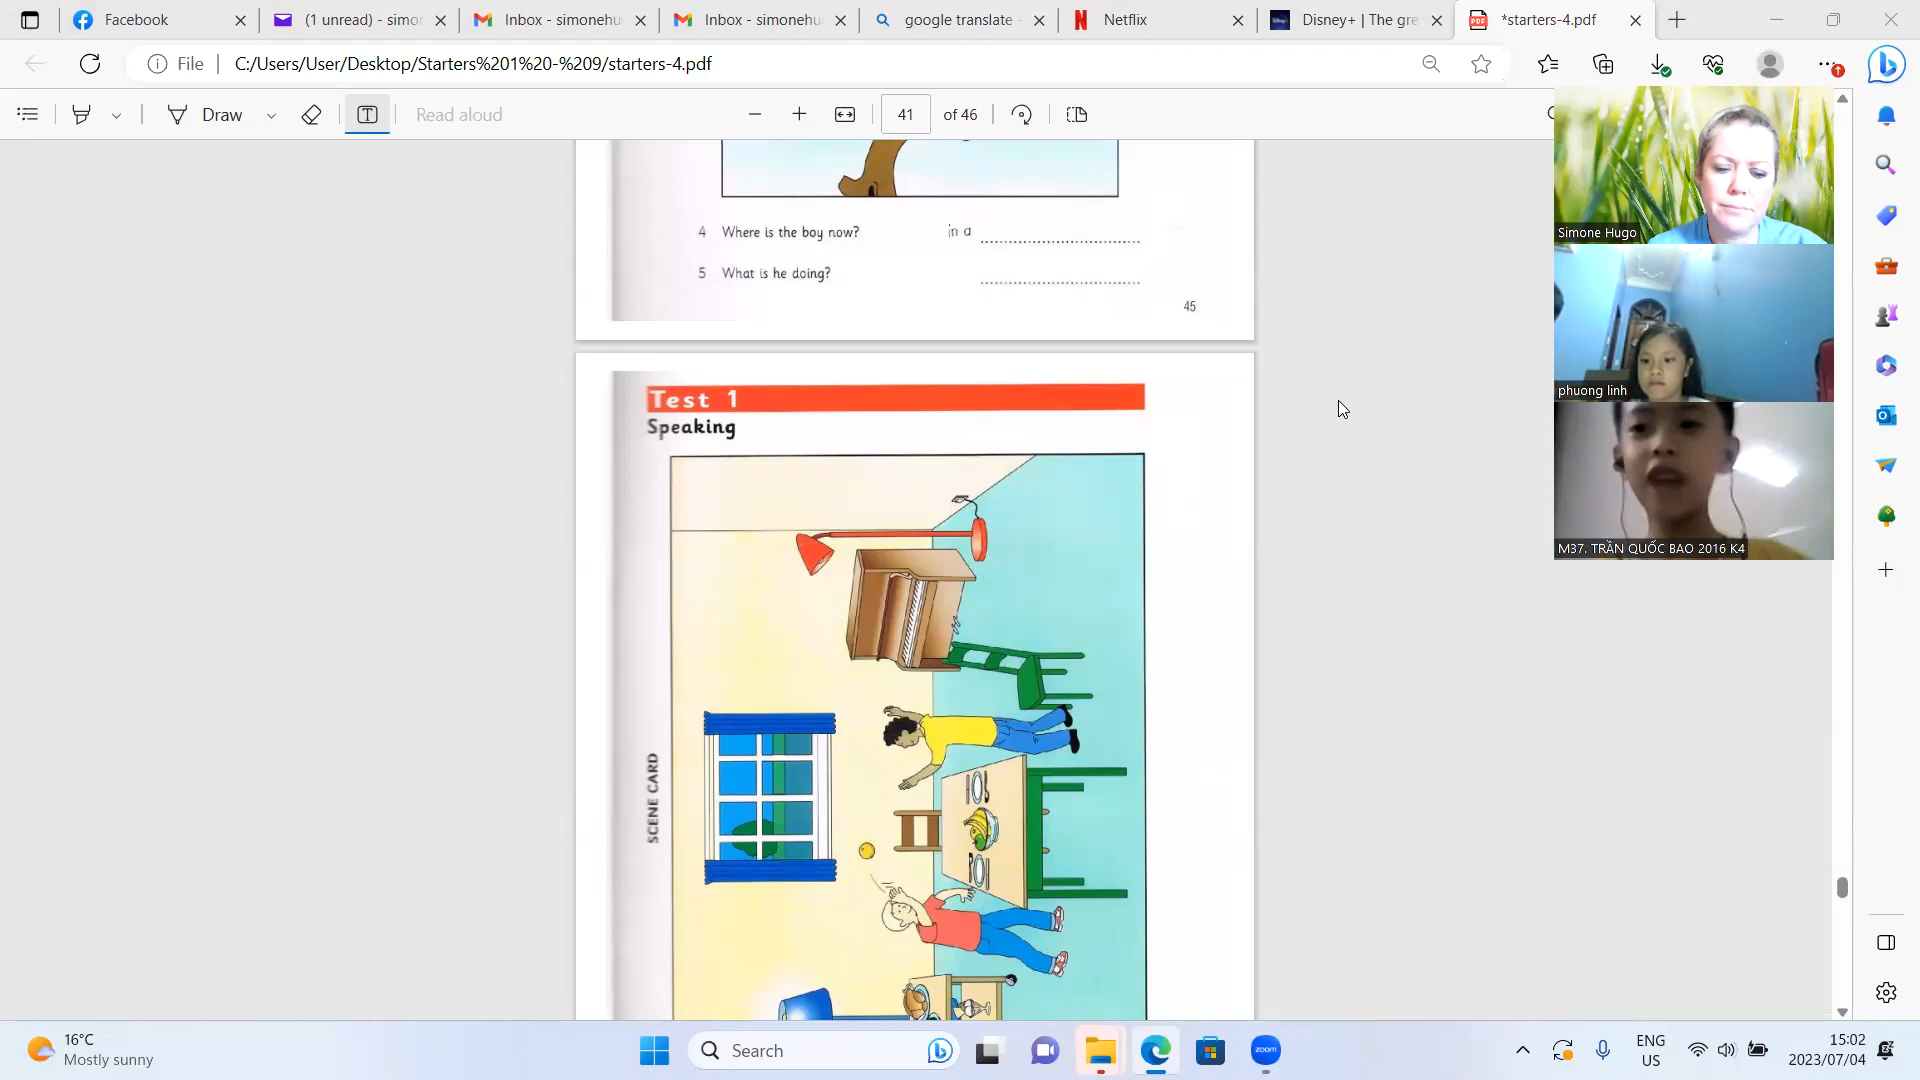 Facebook
(1 unread) - simo
Inbox - simonehu
Inbox - simonehu
google translate -
Netflix
Disney+ | The gre
*starters-4.pdf
File
C:/Users/User/Desktop/Starters%201%20-%209/starters-4.pdf
Draw
Read aloud
41
of 46
4 Where is the boy now? in a
5 What is he doing?
45
Test 1
Speaking
SCENE CARD
Simone Hugo
phuong linh
M37. TRẦN QUỐC BAO 2016 K4
16°C
Mostly sunny
Search
zoom
ENG
US
15:02
2023/07/04